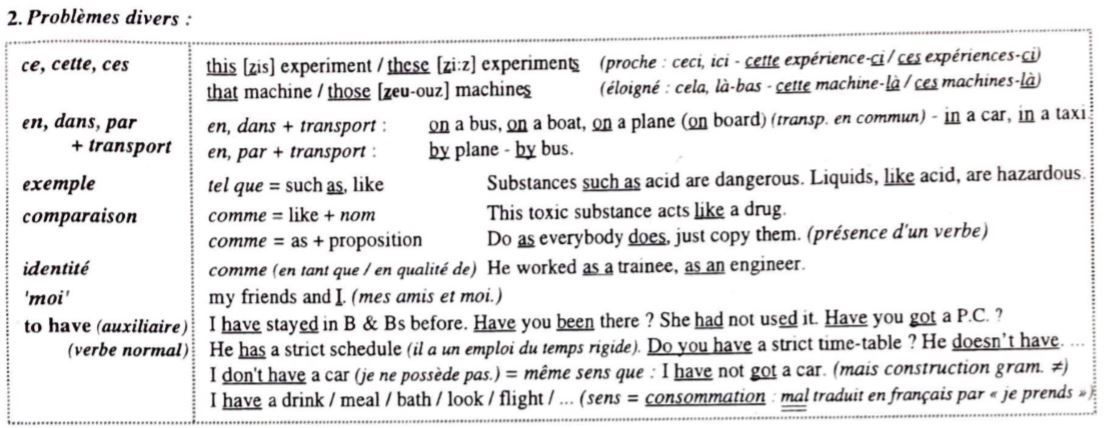 2. Problèmes divers :
ce, cette, ces this [zis] experiment / these [zi:z] experiments (proche : ceci, ici - cette expérience-ci / ces expériences-ci)
that machine / those [zeu-ouz] machines (éloigné : cela, là-bas - cette machine-là / ces machines-là)
en, dans, par en, dans + transport : on a bus, on a boat, on a plane (on board) (transp. en commun) - in a car, in a taxi.
+ transport en, par + transport : by plane - by bus.
exemple tel que = such as, like Substances such as acid are dangerous. Liquids, like acid, are hazardous.
comparaison comme = like + nom This toxic substance acts like a drug.
comme = as + proposition Do as everybody does, just copy them. (présence d'un verbe)
identité comme (en tant que / en qualité de) He worked as a trainee, as an engineer.
'moi' my friends and I. (mes amis et moi.)
to have (auxiliaire) I have stayed in B & Bs before. Have you been there ? She had not used it. Have you got a P.C. ?
(verbe normal) He has a strict schedule (il a un emploi du temps rigide). Do you have a strict time-table ? He doesn't have. ...
I don't have a car (je ne possède pas.) = même sens que : I have not got a car. (mais construction gram. ≠)
I have a drink / meal / bath / look / flight / ... (sens = consommation : mal traduit en français par « je prends »)